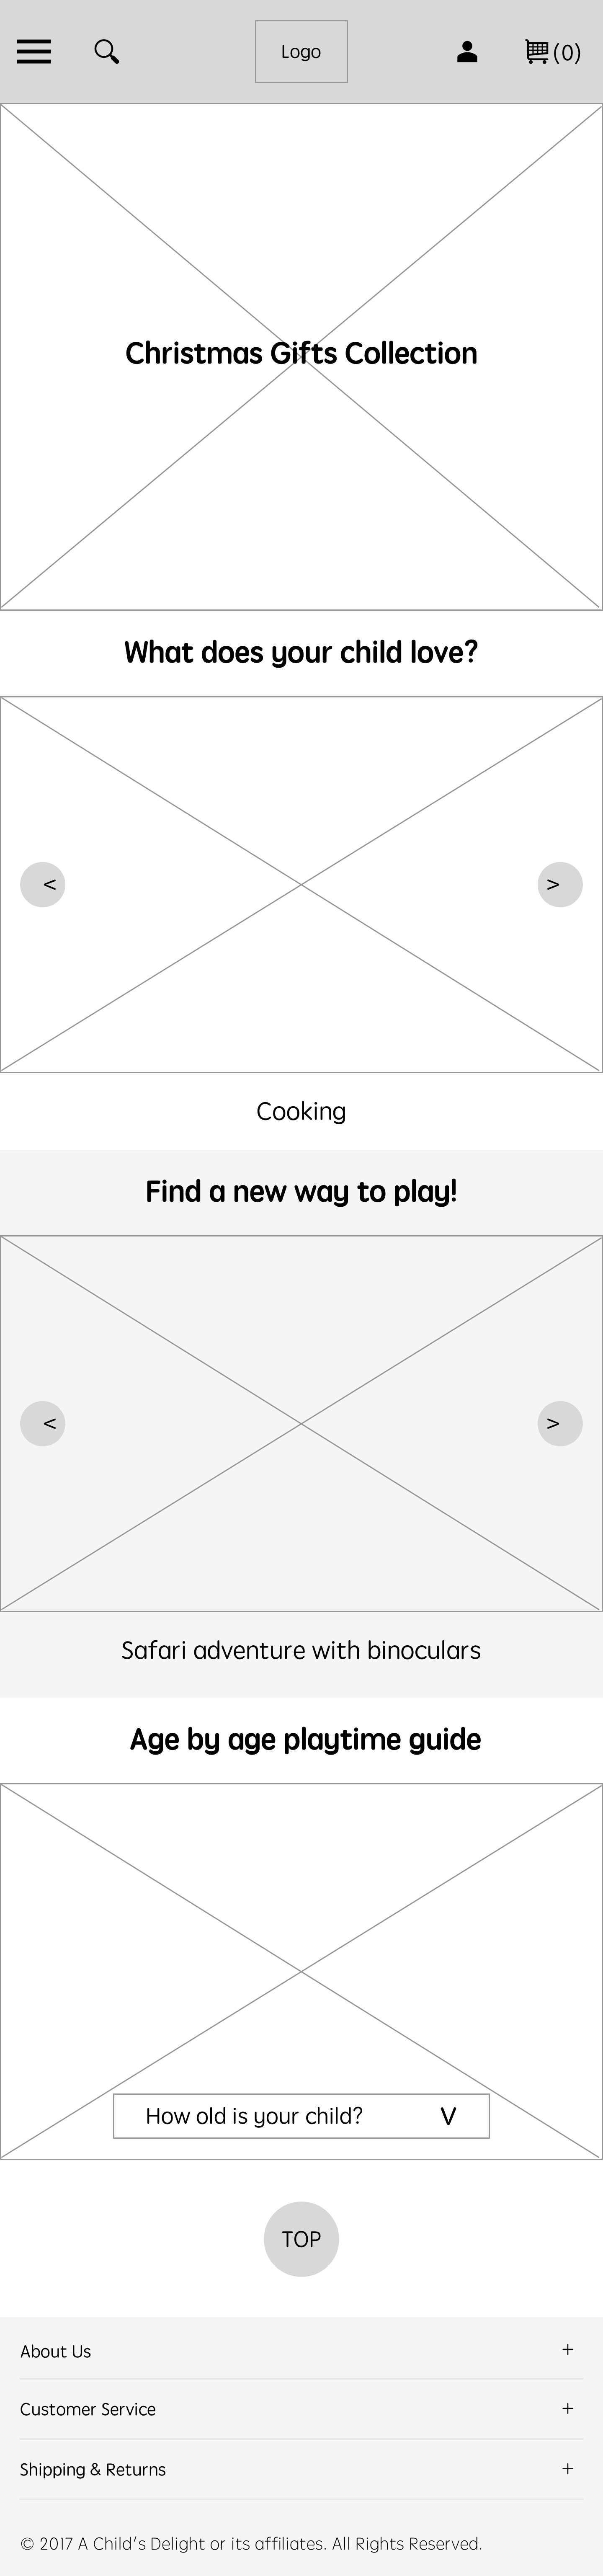 Logo
(0)
Christmas Gifts Collection
What does your child love?
<
>
Cooking
Find a new way to play!
<
>
Safari adventure with binoculars
Age by age playtime guide
How old is your child? V
TOP
About Us +
Customer Service +
Shipping & Returns +
© 2017 A Child's Delight or its affiliates. All Rights Reserved.